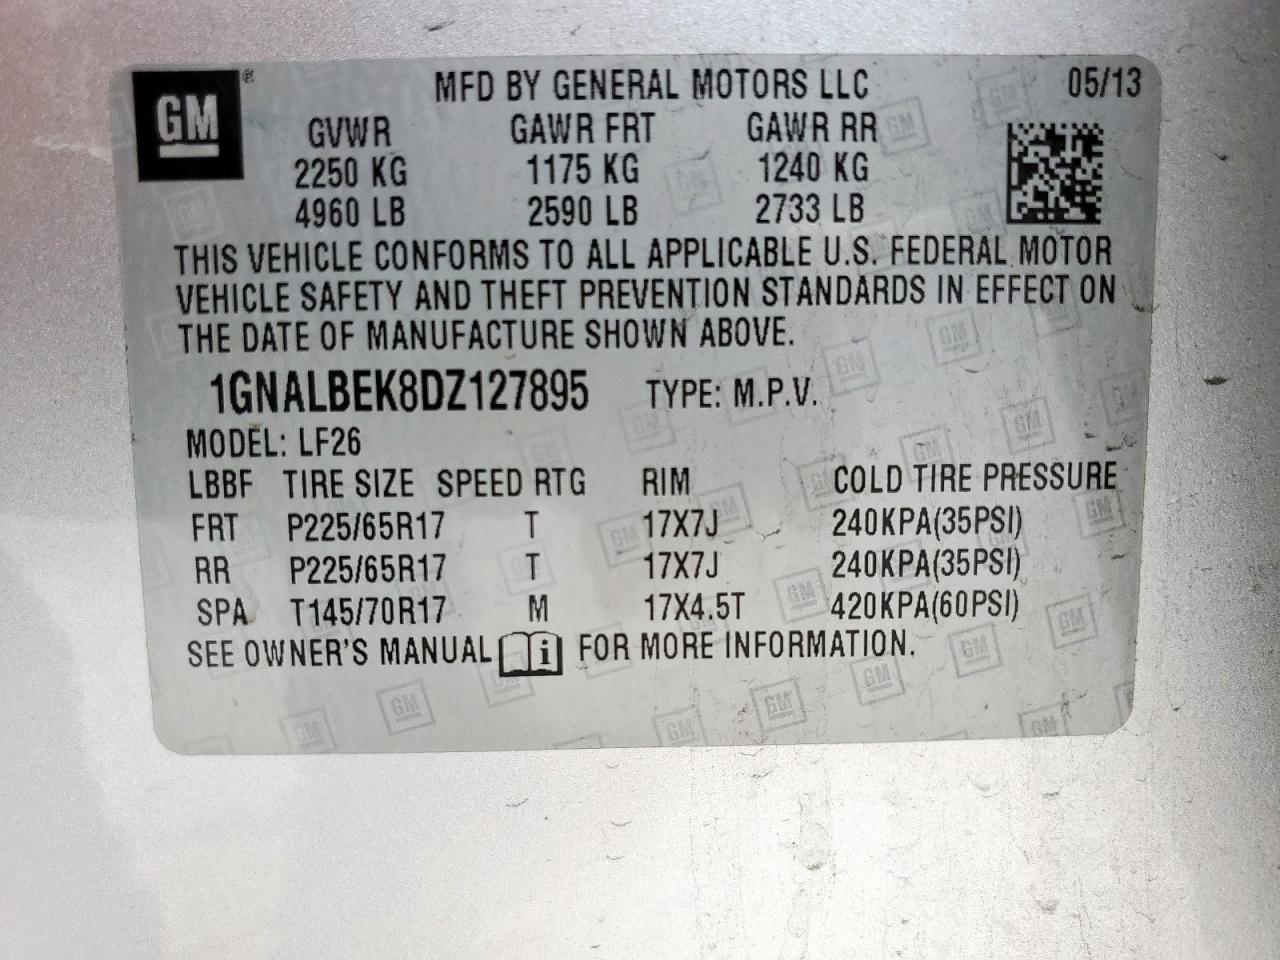 GM ®
MFD BY GENERAL MOTORS LLC 05/13
GVWR GAWR FRT GAWR RR
2250 KG 1175 KG 1240 KG
4960 LB 2590 LB 2733 LB
THIS VEHICLE CONFORMS TO ALL APPLICABLE U.S. FEDERAL MOTOR
VEHICLE SAFETY AND THEFT PREVENTION STANDARDS IN EFFECT ON
THE DATE OF MANUFACTURE SHOWN ABOVE.
1GNALBEK8DZ127895 TYPE: M.P.V.
MODEL: LF26
LBBF TIRE SIZE SPEED RTG RIM COLD TIRE PRESSURE
FRT P225/65R17 T 17X7J 240KPA(35PSI)
RR P225/65R17 T 17X7J 240KPA(35PSI)
SPA T145/70R17 M 17X4.5T 420KPA(60PSI)
SEE OWNER'S MANUAL i FOR MORE INFORMATION.